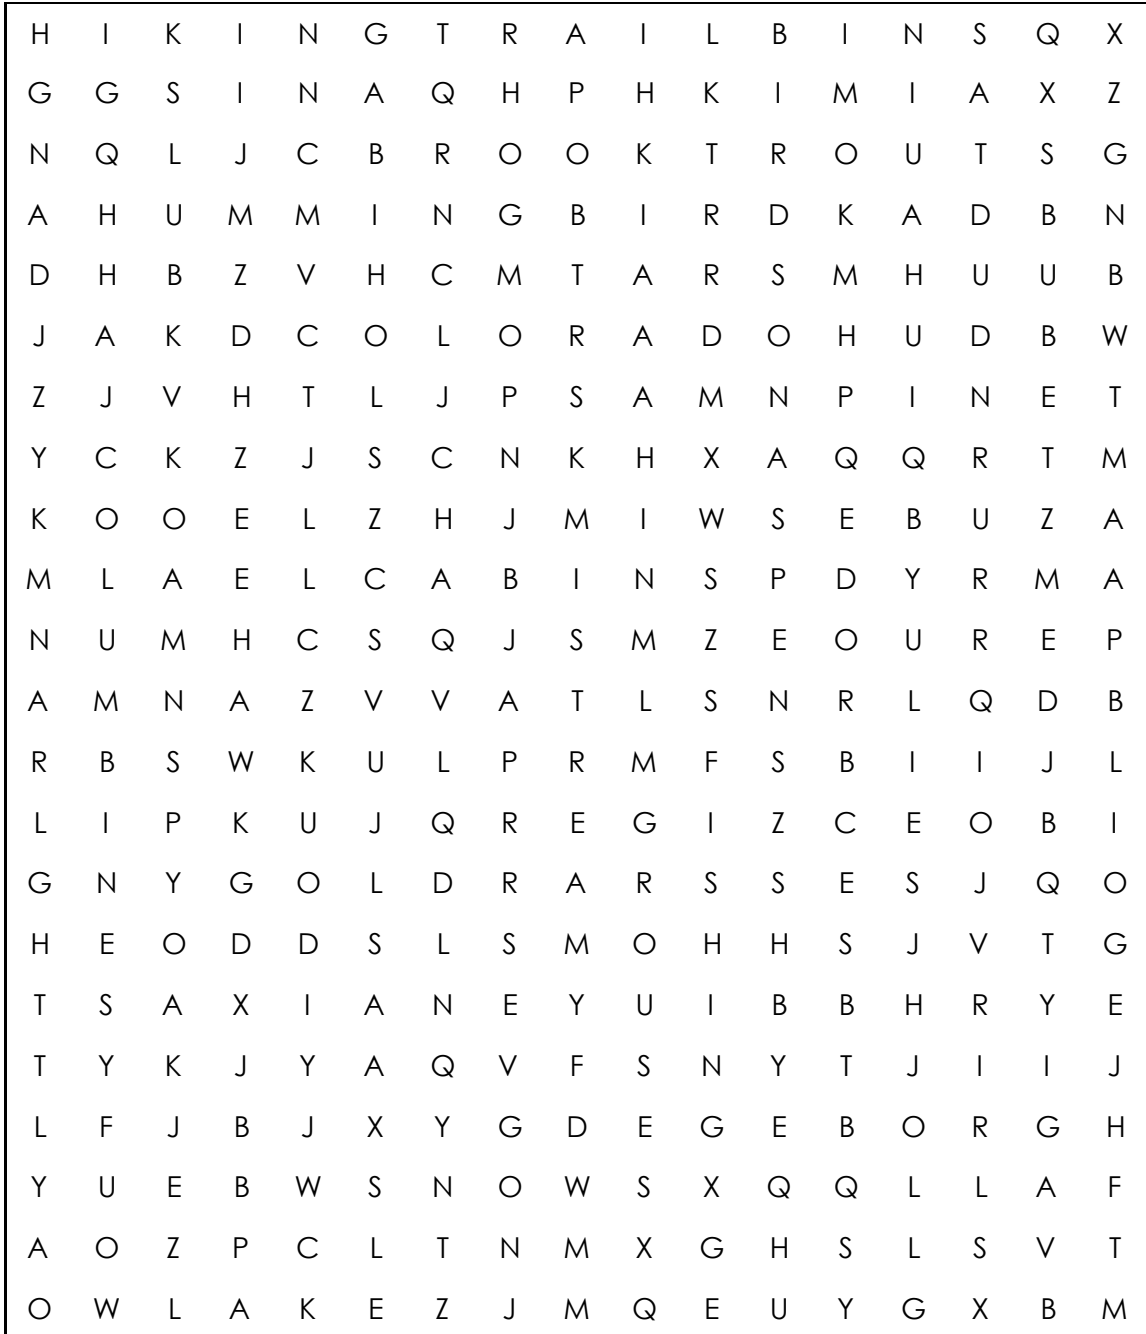 H I K I N G T R A I L B I N S Q X
G G S I N A Q H P H K I M I A X Z
N Q L J C B R O O K T R O U T S G
A H U M M I N G B I R D K A D B N
D H B Z V H C M T A R S M H U U B
J A K D C O L O R A D O H U D B W
Z J V H T L J P S A M N P I N E T
Y C K Z J S C N K H X A Q Q R T M
K O O E L Z H J M I W S E B U Z A
M L A E L C A B I N S P D Y R M A
N U M H C S Q J S M Z E O U R E P
A M N A Z V V A T L S N R L Q D B
R B S W K U L P R M F S B I I J L
L I P K U J Q R E G I Z C E O B I
G N Y G O L D R A R S S E S J Q O
H E O D D S L S M O H H S J V T G
T S A X I A N E Y U I B B H R Y E
T Y K J Y A Q V F S N Y T J I I J
L F J B J X Y G D E G E B O R G H
Y U E B W S N O W S X Q Q L L A F
A O Z P C L T N M X G H S L S V T
O W L A K E Z J M Q E U Y G X B M